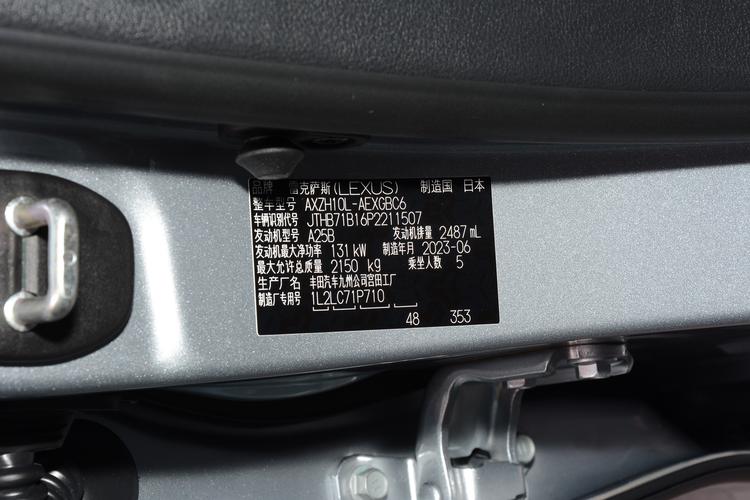 品牌 雷克萨斯(LEXUS) 制造国 日本
整车型号 AXZH10L-AEXGBC6
车辆识别代号 JTHB71B16P2211507
发动机型号 A25B 发动机排量 2487 mL
发动机最大净功率 131 kW 制造年月 2023-06
最大允许总质量 2150 kg 乘坐人数 5
生产厂名 丰田汽车九州公司宫田工厂
制造厂专用号 1L2LC71P710
48 353